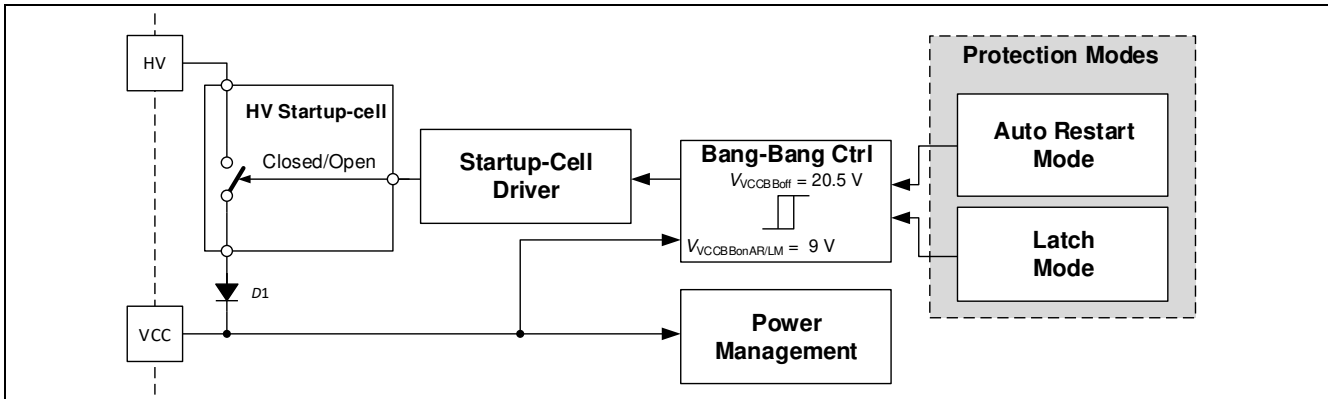 HV
HV Startup-cell
Closed/Open
D1
VCC
Startup-Cell
Driver
Bang-Bang Ctrl
VVCCBBoff = 20.5 V
VVCCBBonAR/LM = 9 V
Power
Management
Protection Modes
Auto Restart
Mode
Latch
Mode